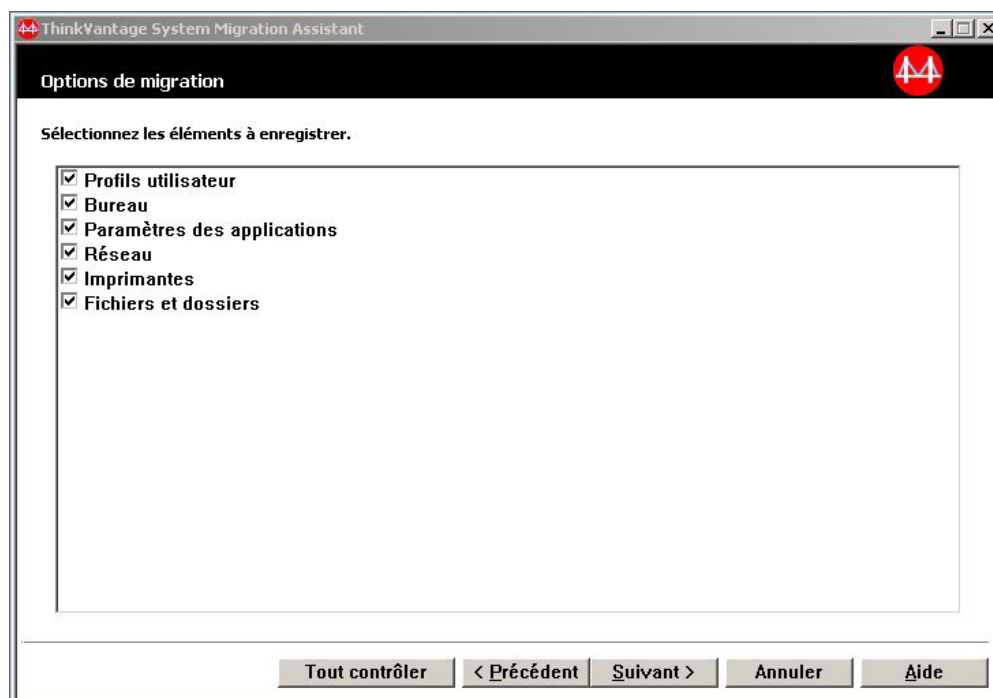 ThinkVantage System Migration Assistant
Options de migration
Sélectionnez les éléments à enregistrer.
Profils utilisateur
Bureau
Paramètres des applications
Réseau
Imprimantes
Fichiers et dossiers
Tout contrôler
< Précédent
Suivant >
Annuler
Aide